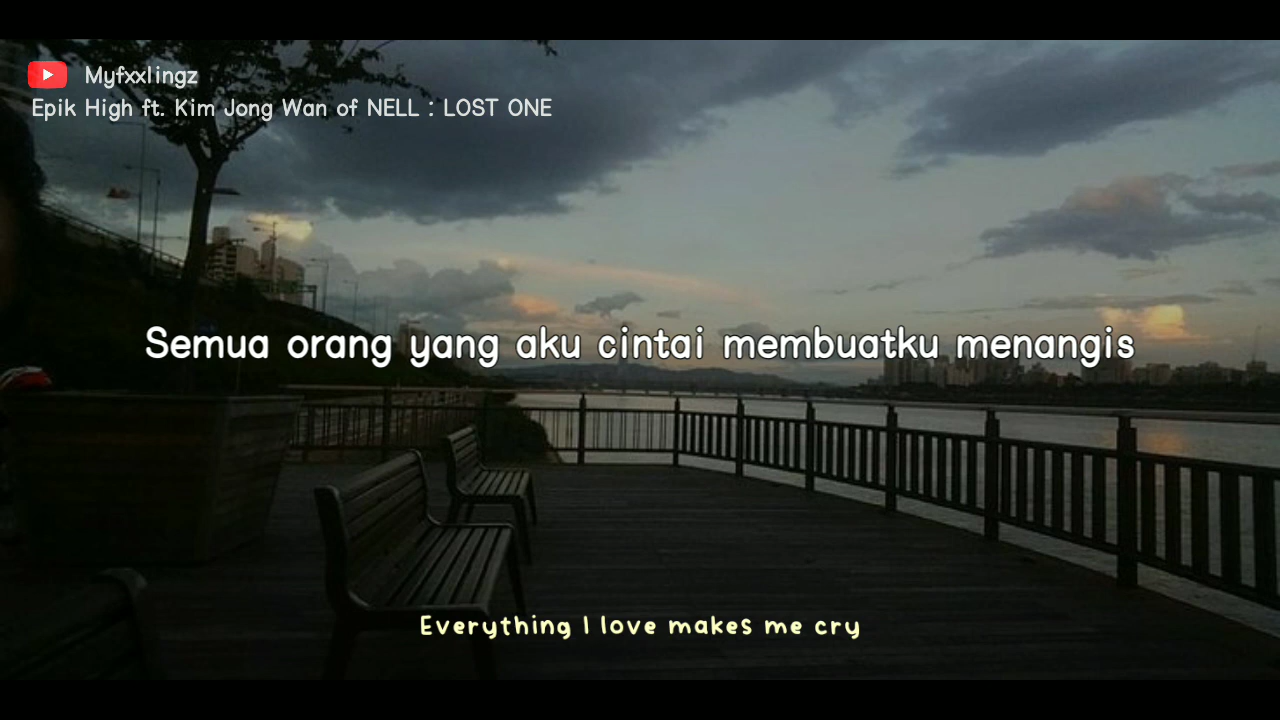 Myfxxlingz
Epik High ft. Kim Jong Wan of NELL : LOST ONE
Semua orang yang aku cintai membuatku menangis
Everything I love makes me cry